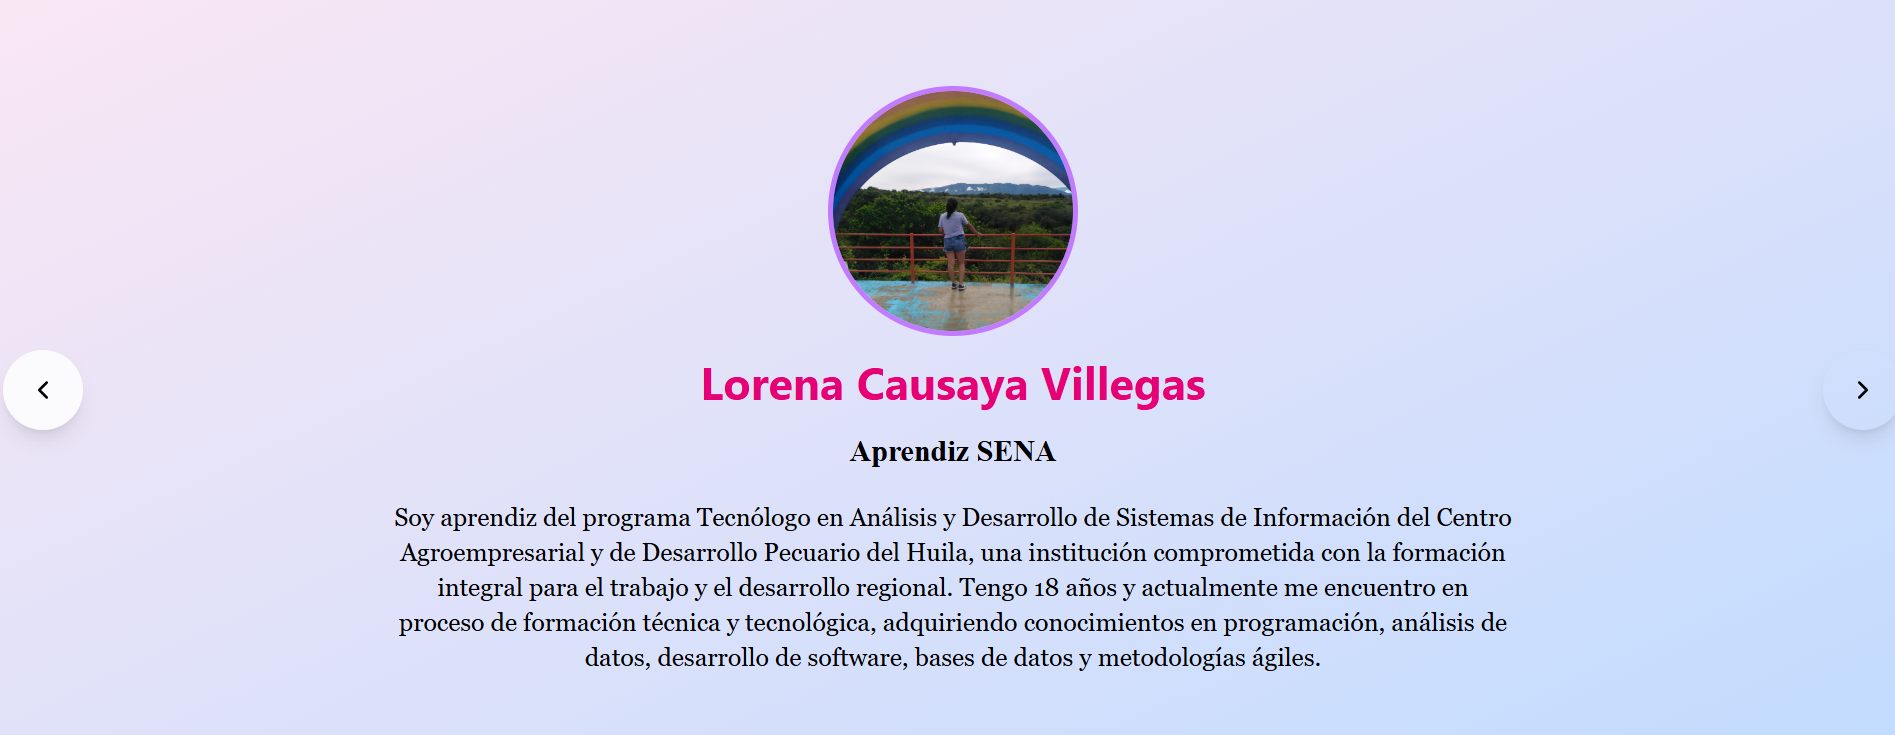 Lorena Causaya Villegas
Aprendiz SENA
Soy aprendiz del programa Tecnólogo en Análisis y Desarrollo de Sistemas de Información del Centro
Agroempresarial y de Desarrollo Pecuario del Huila, una institución comprometida con la formación
integral para el trabajo y el desarrollo regional. Tengo 18 años y actualmente me encuentro en
proceso de formación técnica y tecnológica, adquiriendo conocimientos en programación, análisis de
datos, desarrollo de software, bases de datos y metodologías ágiles.